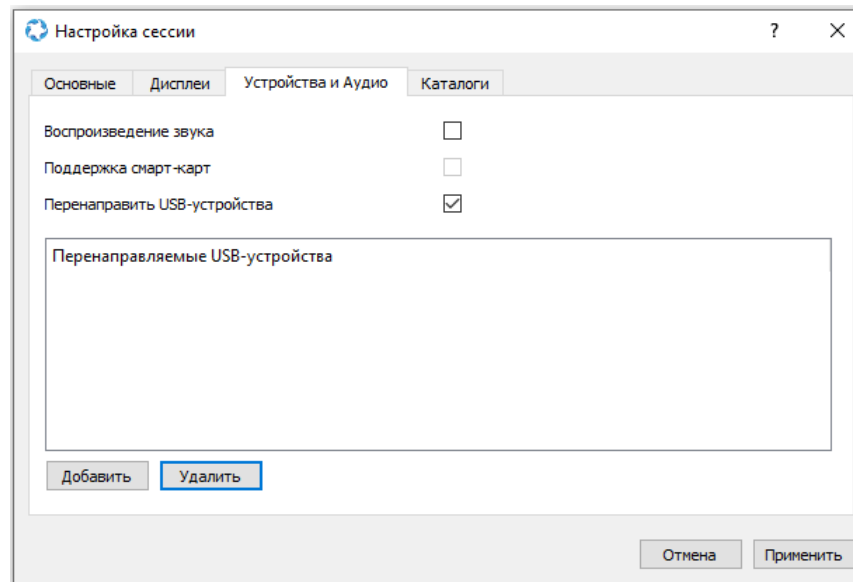 Настройка сессии
Основные Дисплеи Устройства и Аудио Каталоги
Воспроизведение звука
Поддержка смарт-карт
Перенаправить USB-устройства
Перенаправляемые USB-устройства
Добавить Удалить
Отмена Применить